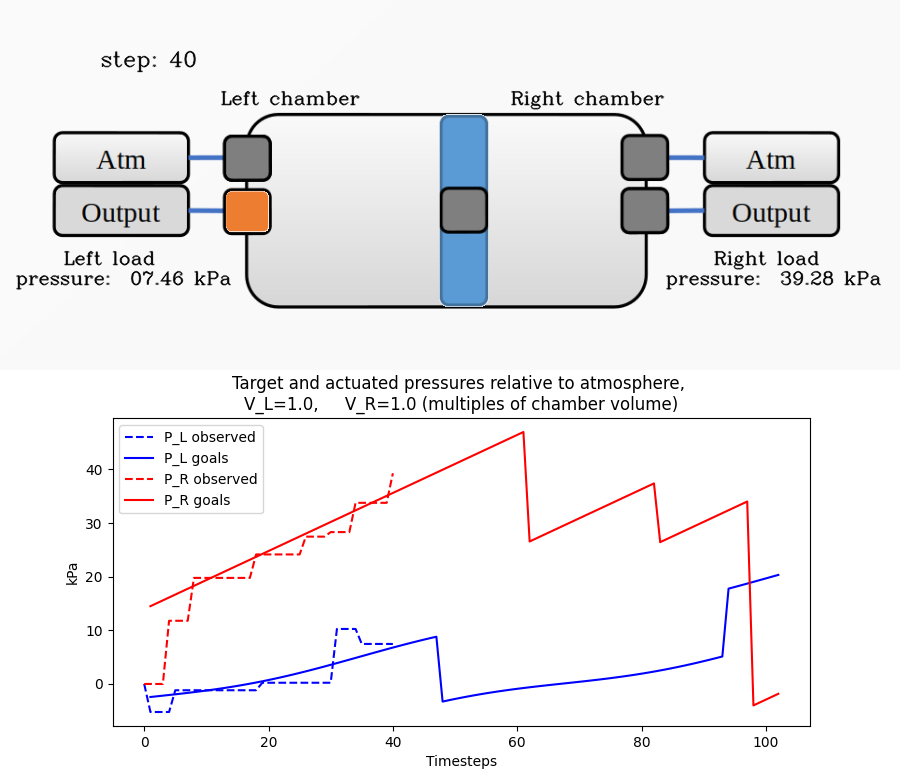 step: 40
Left chamber
Right chamber
Atm
Atm
Output
Output
Left load
pressure: 07.46 kPa
Right load
pressure: 39.28 kPa
Target and actuated pressures relative to atmosphere,
V_L=1.0, V_R=1.0 (multiples of chamber volume)
P_L observed
P_L goals
P_R observed
P_R goals
kPa
40
30
20
10
0
0 20 40 60 80 100
Timesteps